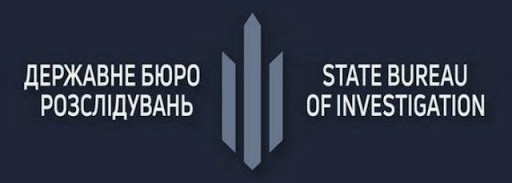 ДЕРЖАВНЕ БЮРО
РОЗСЛІДУВАНЬ
STATE BUREAU
OF INVESTIGATION